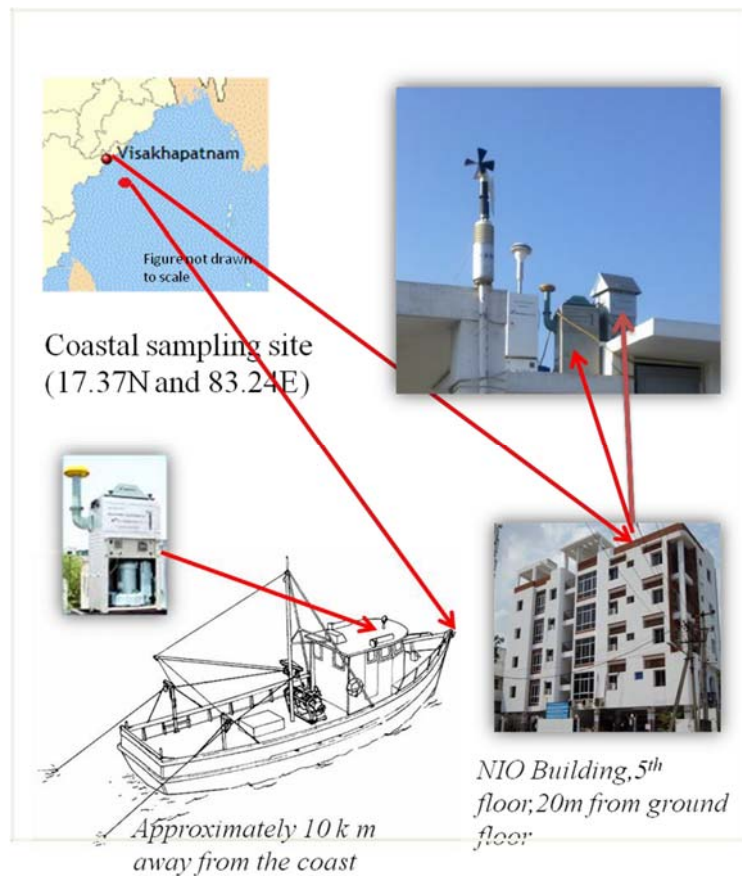 Visakhapatnam
Figure not drawn
to scale
Coastal sampling site
(17.37N and 83.24E)
NIO Building,5th
floor,20m from ground
floor
Approximately 10 k m
away from the coast